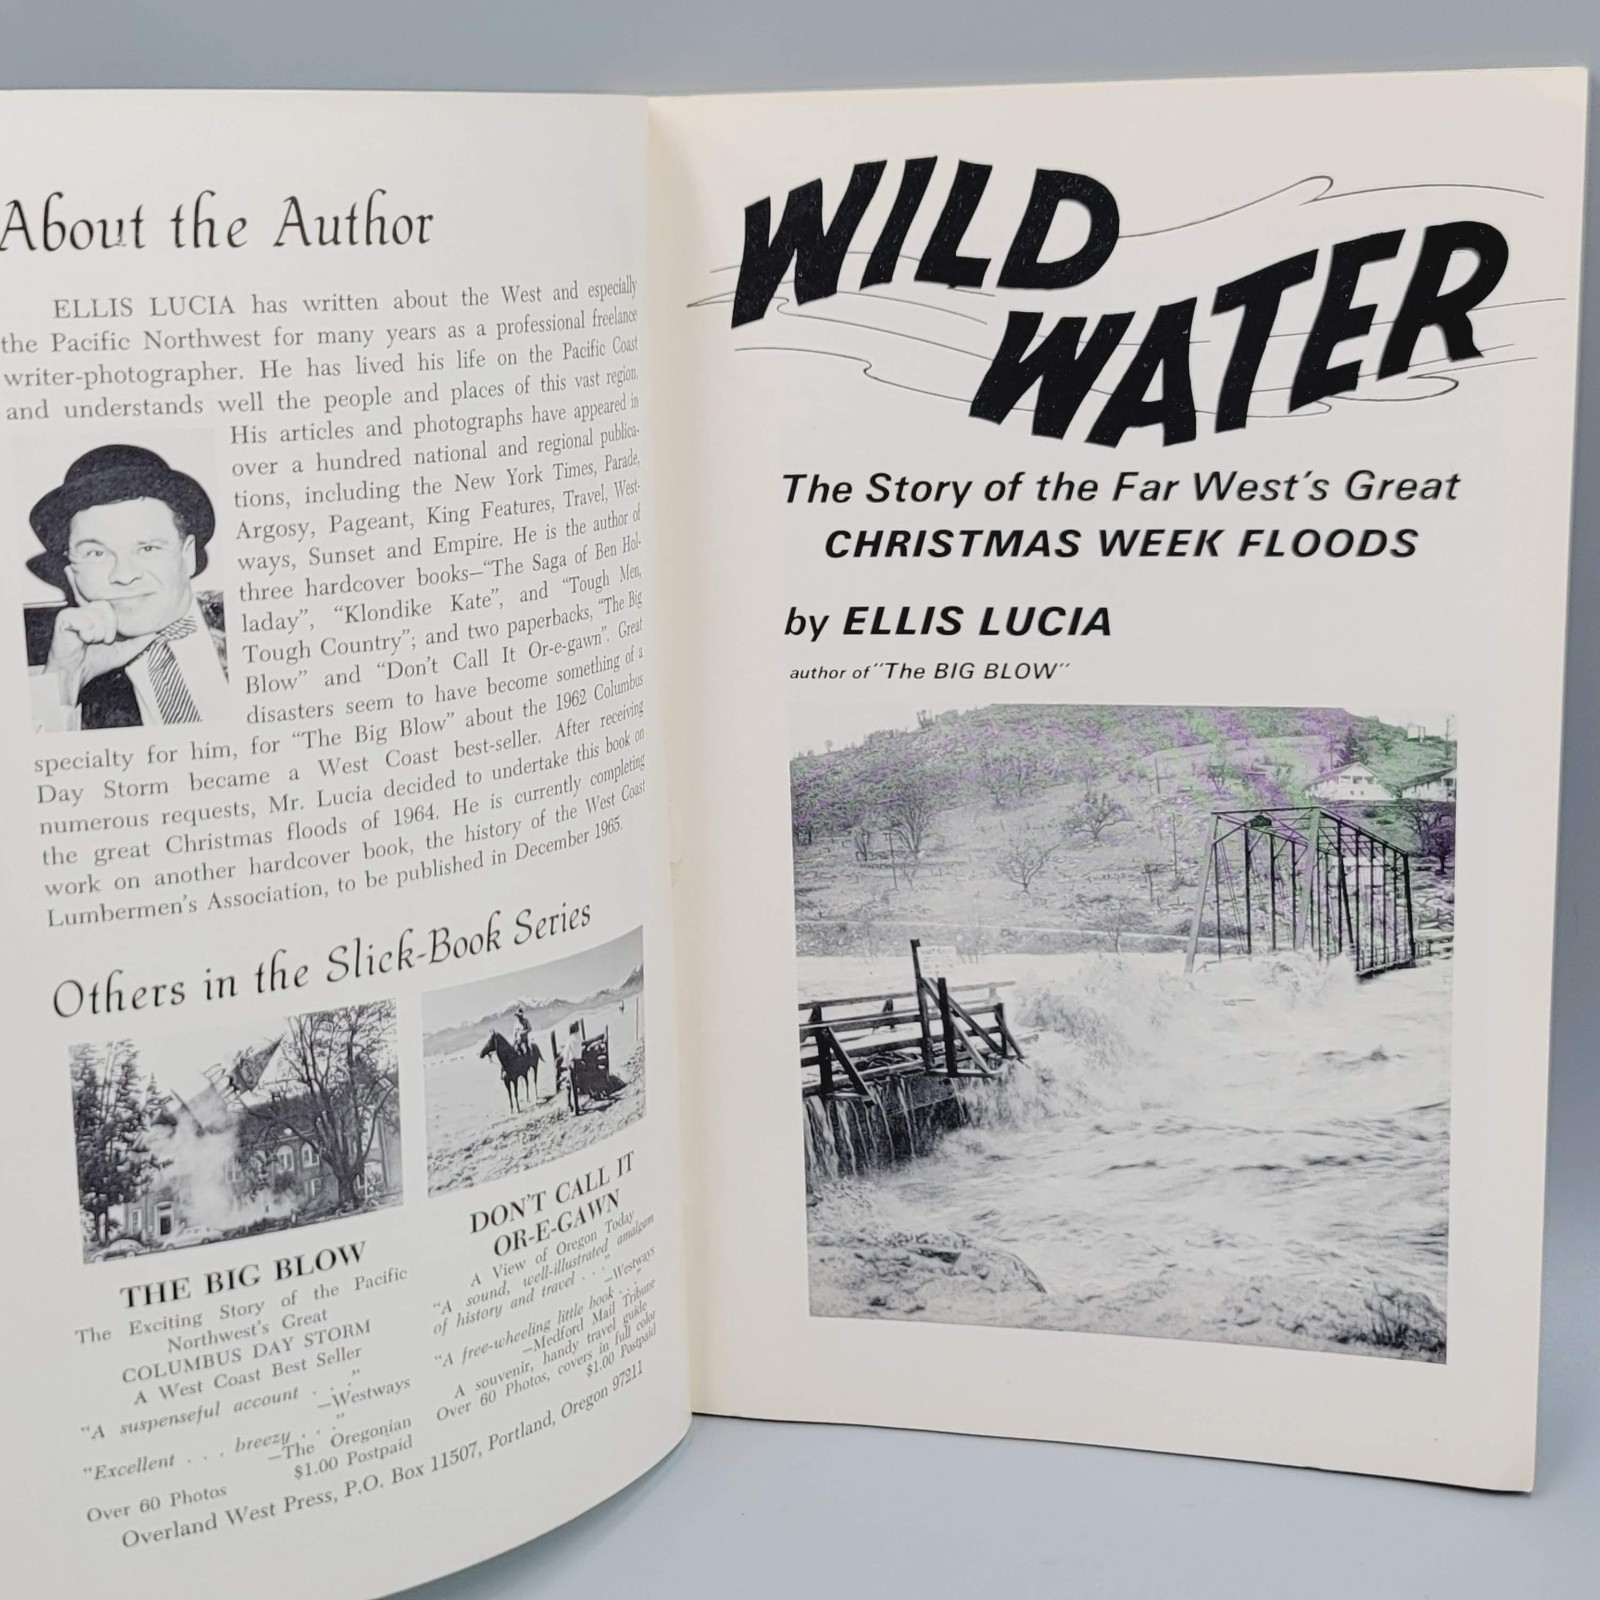 About the Author
ELLIS LUCIA has written about the West and especially
the Pacific Northwest for many years as a professional freelance
writer-photographer. He has lived his life on the Pacific Coast
and understands well the people and places of this vast region.
His articles and photographs have appeared in
over a hundred national and regional publica-
tions, including the New York Times, Parade,
Argosy, Pageant, King Features, Travel, West-
ways, Sunset and Empire. He is the author of
three hardcover books—“The Saga of Ben Hol-
laday”, “Klondike Kate”, and “Tough Men,
Tough Country”; and two paperbacks, “The Big
Blow” and “Don’t Call It Or-e-gawn”. Great
disasters seem to have become something of a
specialty for him, for “The Big Blow” about the 1962 Columbus
Day Storm became a West Coast best-seller. After receiving
numerous requests, Mr. Lucia decided to undertake this book on
the great Christmas floods of 1964. He is currently completing
work on another hardcover book, the history of the West Coast
Lumbermen’s Association, to be published in December 1965.
Others in the Slick-Book Series
THE BIG BLOW
The Exciting Story of the Pacific
Northwest’s Great
COLUMBUS DAY STORM
A West Coast Best Seller
“A suspenseful account . . .”
—Westways
“Excellent . . . breezy . . .”
—The Oregonian
$1.00 Postpaid
Over 60 Photos
DON’T CALL IT
OR-E-GAWN
A View of Oregon Today
“A sound, well-illustrated amalgam
of history and travel . . .”
—Westways
“A free-wheeling little book . . .”
—Medford Mail Tribune
A souvenir, handy travel guide
Over 60 Photos, covers in full color
$1.00 Postpaid
Overland West Press, P.O. Box 11507, Portland, Oregon 97211
WILD
WATER
The Story of the Far West’s Great
CHRISTMAS WEEK FLOODS
by ELLIS LUCIA
author of “The BIG BLOW”